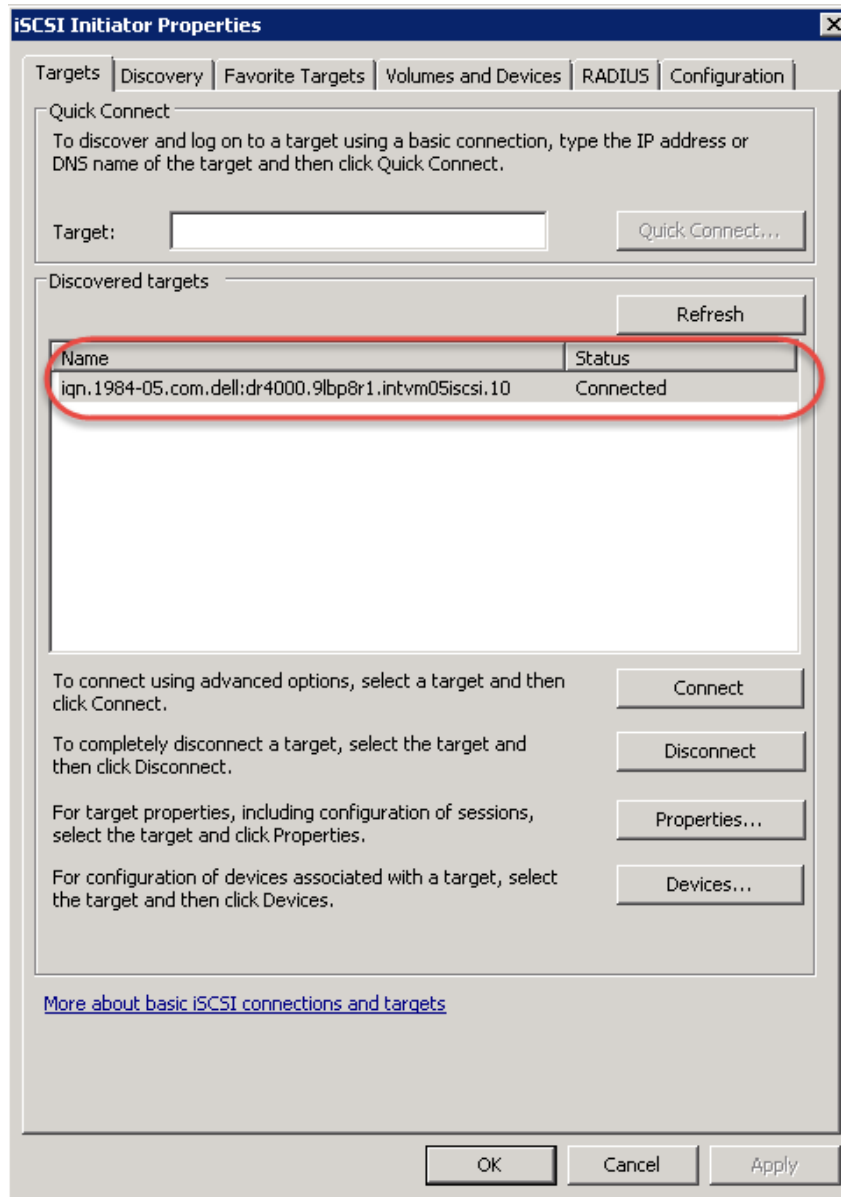 iSCSI Initiator Properties
Targets Discovery Favorite Targets Volumes and Devices RADIUS Configuration
Quick Connect
To discover and log on to a target using a basic connection, type the IP address or
DNS name of the target and then click Quick Connect.
Target: Quick Connect...
Discovered targets
Refresh
Name Status
iqn.1984-05.com.dell:dr4000.9lbp8r1.intvm05iscsi.10 Connected
To connect using advanced options, select a target and then
click Connect.
Connect
To completely disconnect a target, select the target and
then click Disconnect.
Disconnect
For target properties, including configuration of sessions,
select the target and click Properties.
Properties...
For configuration of devices associated with a target, select
the target and then click Devices.
Devices...
More about basic iSCSI connections and targets
OK Cancel Apply